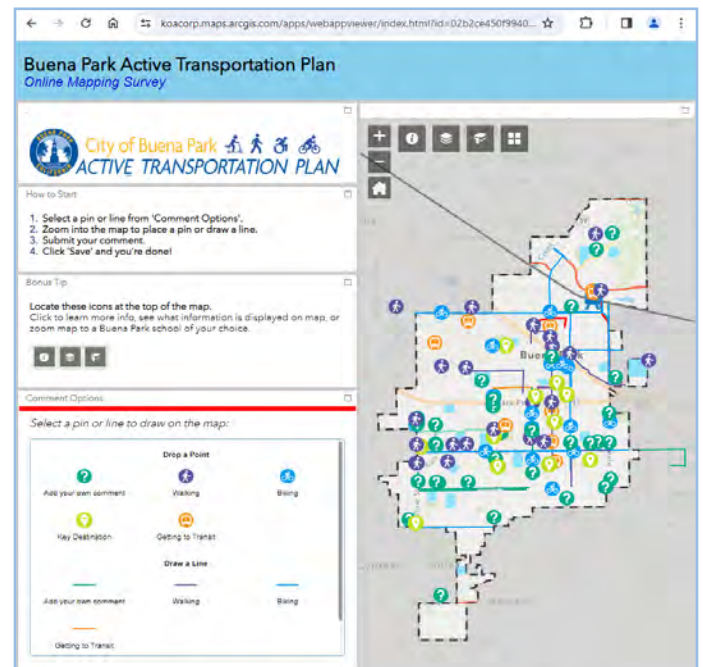 koacorp.maps.arcgis.com/apps/webappviewer/index.html?id=02b2ce450f9940...
Buena Park Active Transportation Plan
Online Mapping Survey
City of Buena Park
ACTIVE TRANSPORTATION PLAN
How to Start
1. Select a pin or line from 'Comment Options'.
2. Zoom into the map to place a pin or draw a line.
3. Submit your comment.
4. Click 'Save' and you're done!
Bonus Tip
Locate these icons at the top of the map.
Click to learn more info, see what information is displayed on map, or
zoom map to a Buena Park school of your choice.
Comment Options
Select a pin or line to draw on the map:
Drop a Point
Add your own comment Walking Biking
Key Destination Getting to Transit
Draw a Line
Add your own comment Walking Biking
Getting to Transit